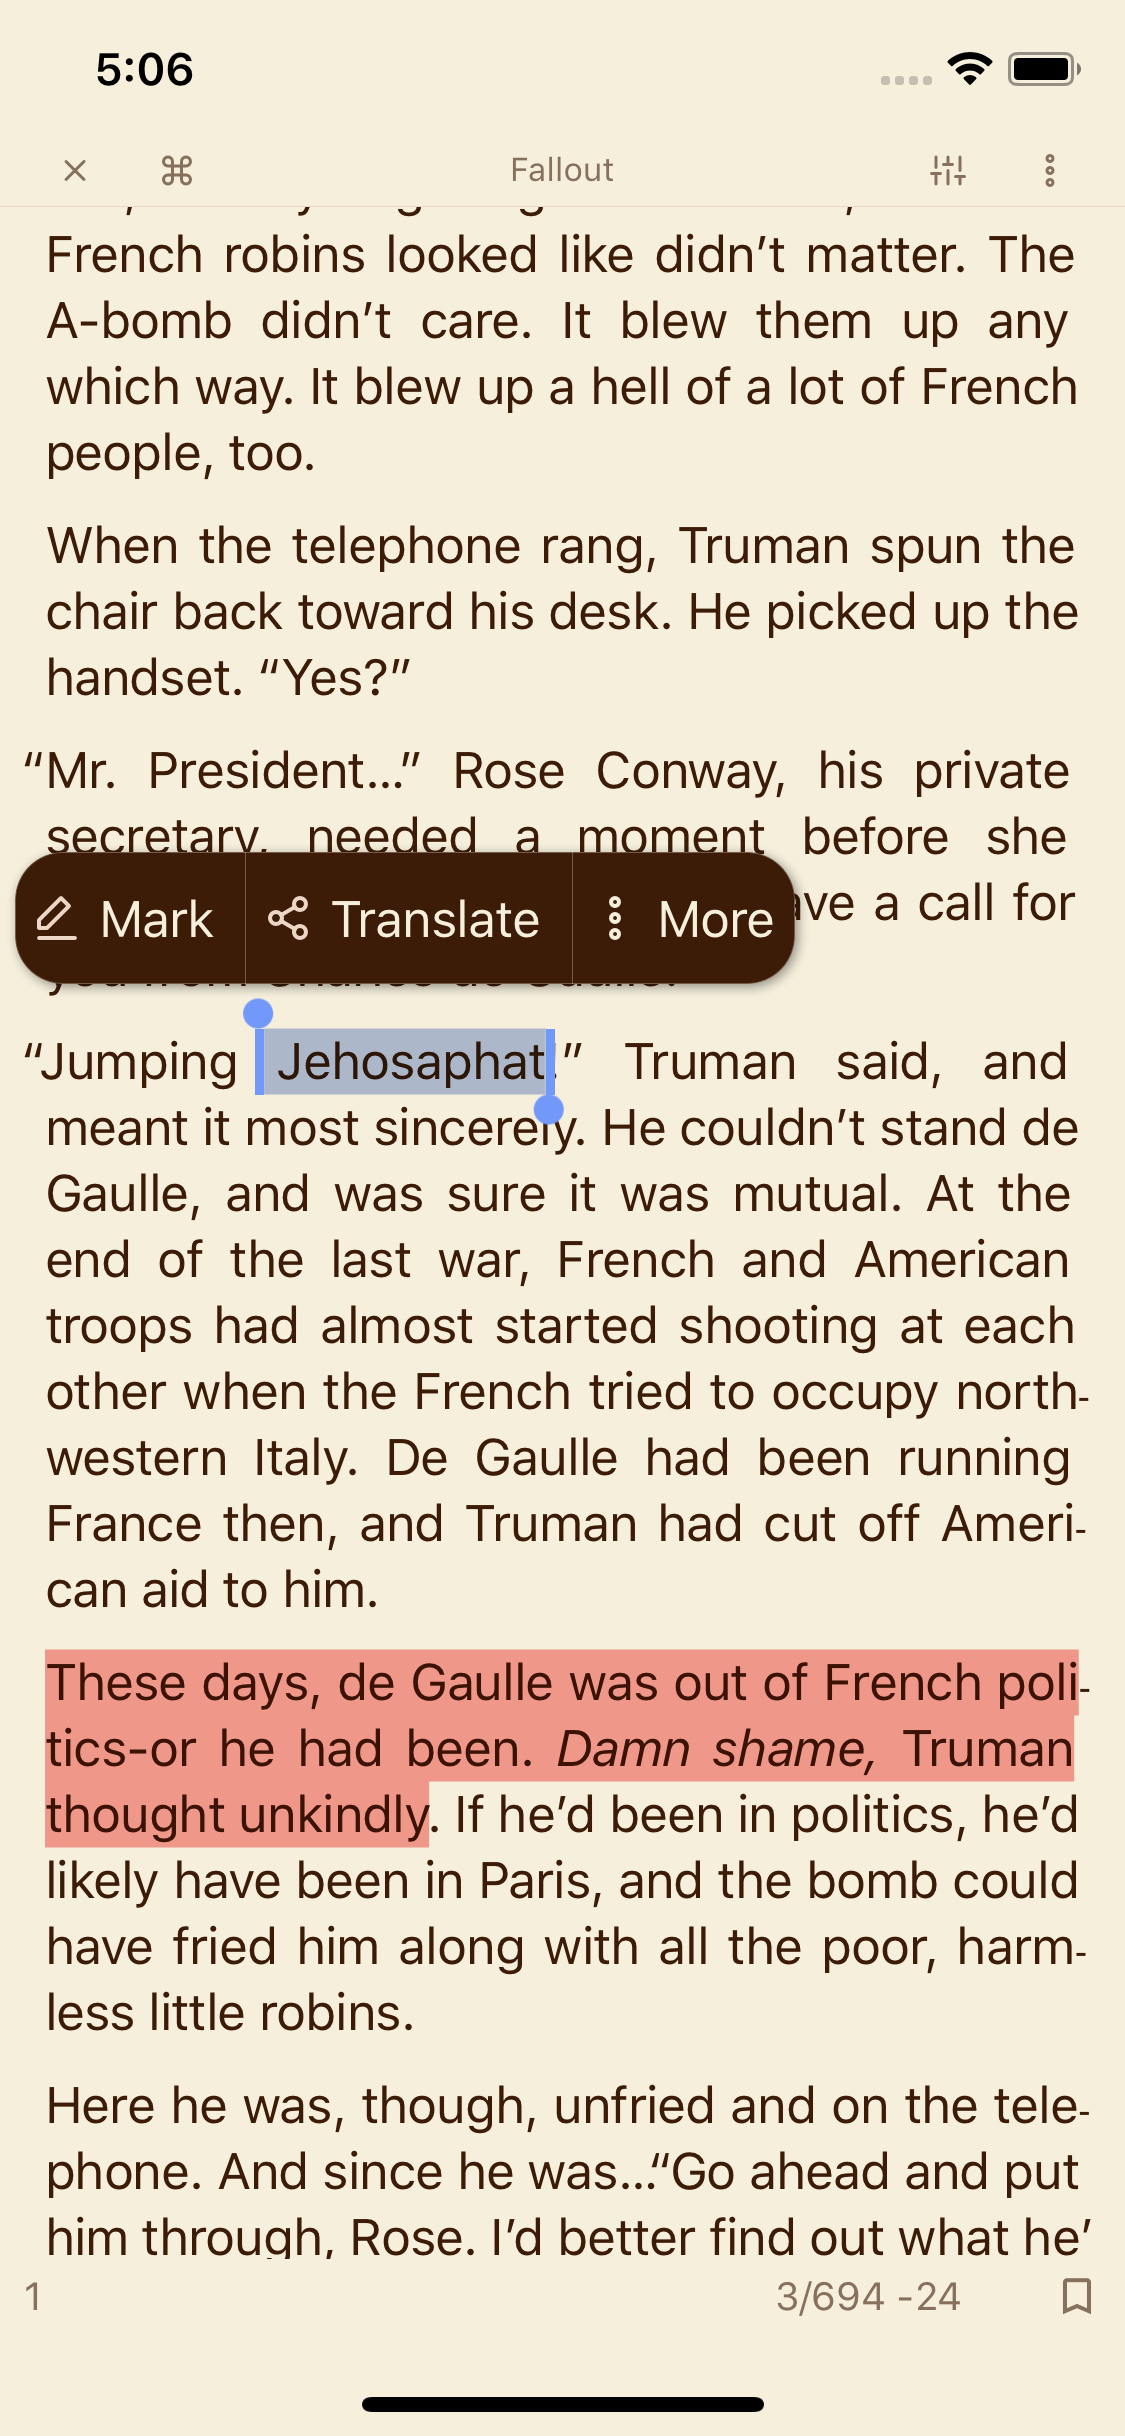 5:06
Fallout
French robins looked like didn’t matter. The
A-bomb didn’t care. It blew them up any
which way. It blew up a hell of a lot of French
people, too.
When the telephone rang, Truman spun the
chair back toward his desk. He picked up the
handset. “Yes?”
“Mr. President...” Rose Conway, his private
secretary, needed a moment before she
Mark Translate More
a call for
“Jumping Jehosaphat!” Truman said, and
meant it most sincerely. He couldn’t stand de
Gaulle, and was sure it was mutual. At the
end of the last war, French and American
troops had almost started shooting at each
other when the French tried to occupy north-
western Italy. De Gaulle had been running
France then, and Truman had cut off Ameri-
can aid to him.
These days, de Gaulle was out of French poli-
tics-or he had been. Damn shame, Truman
thought unkindly. If he’d been in politics, he’d
likely have been in Paris, and the bomb could
have fried him along with all the poor, harm-
less little robins.
Here he was, though, unfried and on the tele-
phone. And since he was...“Go ahead and put
him through, Rose. I’d better find out what he’
1
3/694 -24